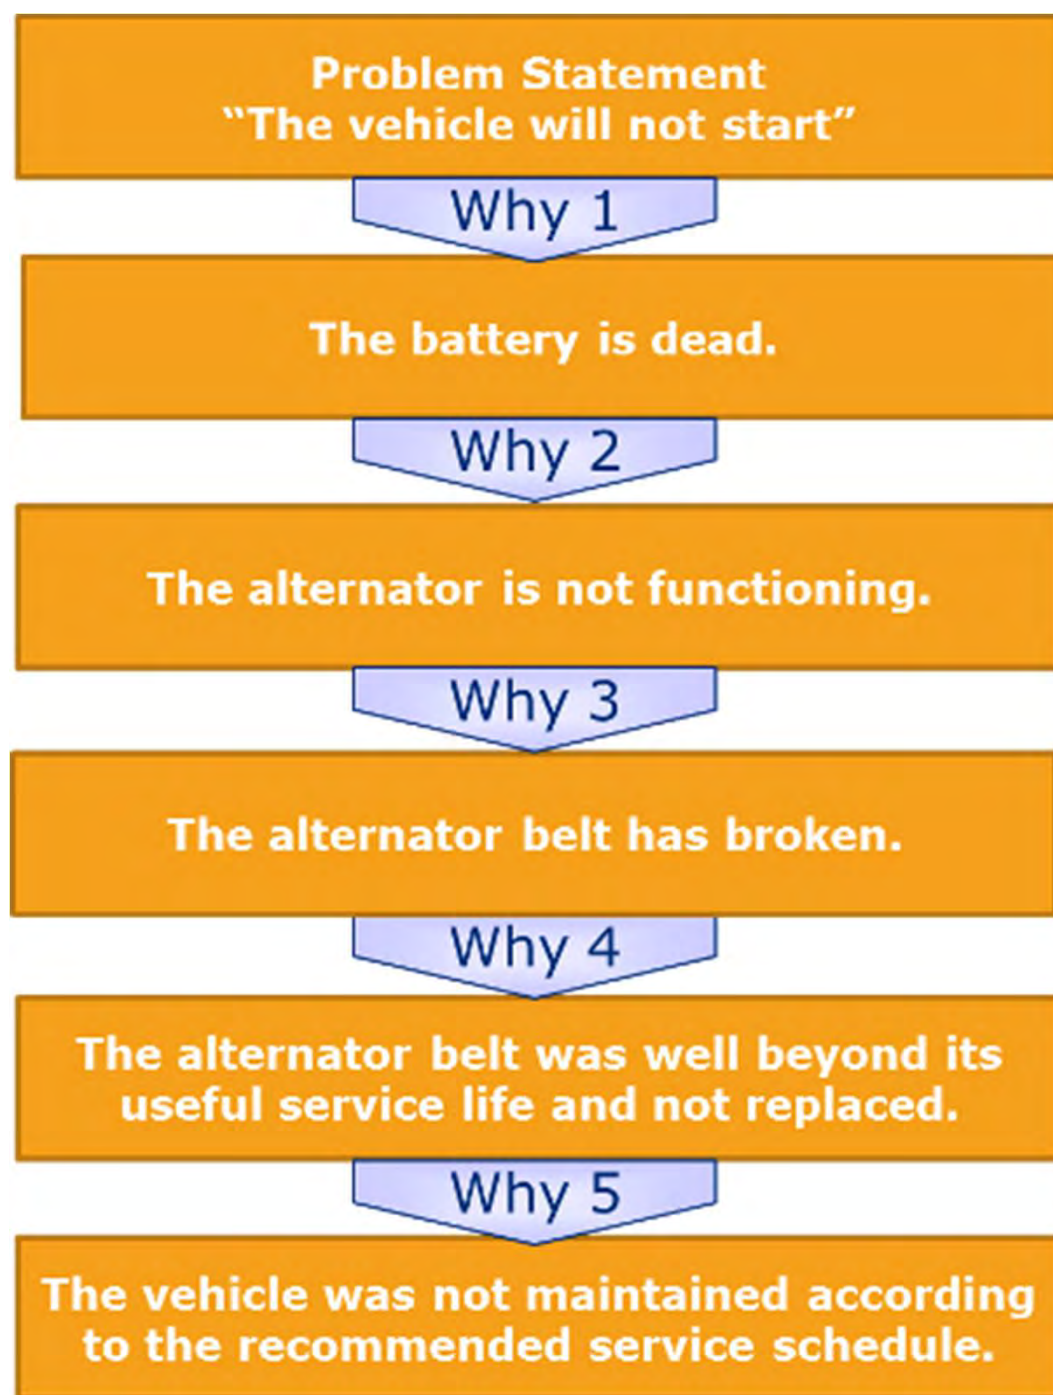 Problem Statement
“The vehicle will not start”
Why 1
The battery is dead.
Why 2
The alternator is not functioning.
Why 3
The alternator belt has broken.
Why 4
The alternator belt was well beyond its
useful service life and not replaced.
Why 5
The vehicle was not maintained according
to the recommended service schedule.